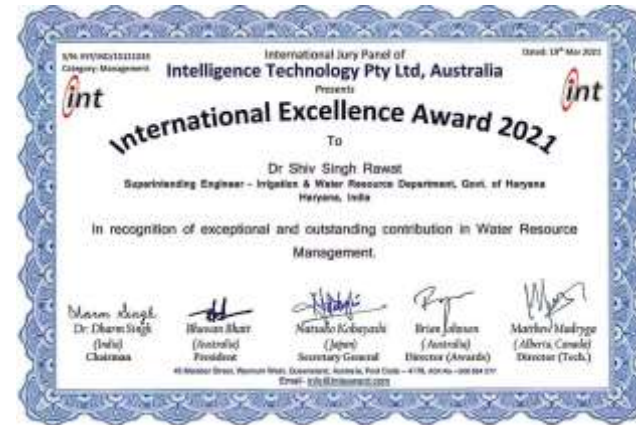 International Jury Panel of
Category: Management
Intelligence Technology Pty Ltd, Australia
Presents
int
int
International Excellence Award 2021
To
Dr Shiv Singh Rawat
Superintending Engineer – Irrigation & Water Resource Department, Govt. of Haryana
Haryana, India
In recognition of exceptional and outstanding contribution in Water Resource
Management.
Dr. Dharm Singh
(India)
Chairman
Bhuvan Bhatt
(Australia)
President
Natsuko Kobayashi
(Japan)
Secretary General
Brien Johnson
(Australia)
Director (Awards)
(Alberta, Canada)
Director (Tech.)